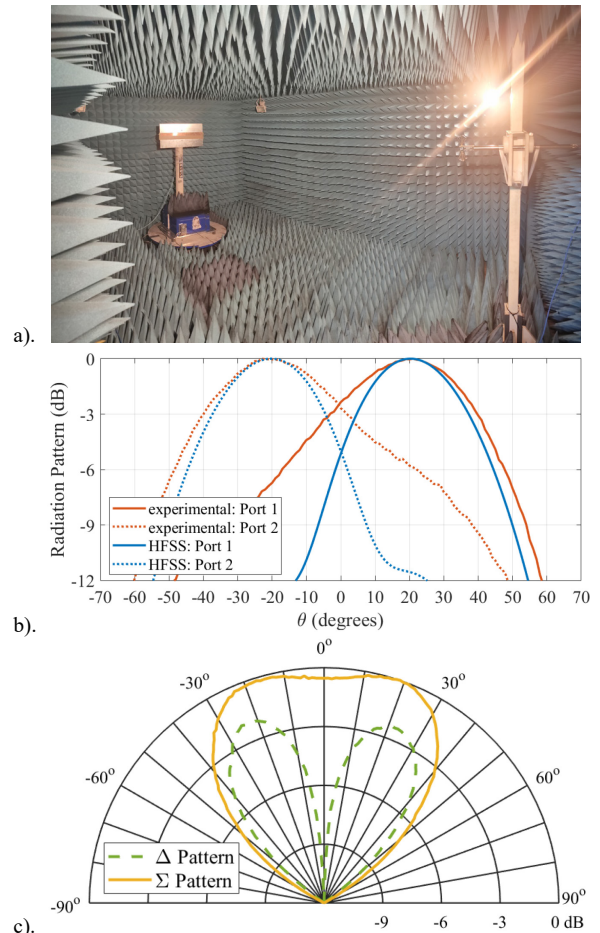 a).
Radiation Pattern (dB)
0
-3
-6
-9
-12
experimental: Port 1
experimental: Port 2
HFSS: Port 1
HFSS: Port 2
-70 -60 -50 -40 -30 -20 -10 0 10 20 30 40 50 60 70
θ (degrees)
b).
0°
-30° 30°
-60° 60°
Δ Pattern
Σ Pattern
-90° 90°
-9 -6 -3 0 dB
c).